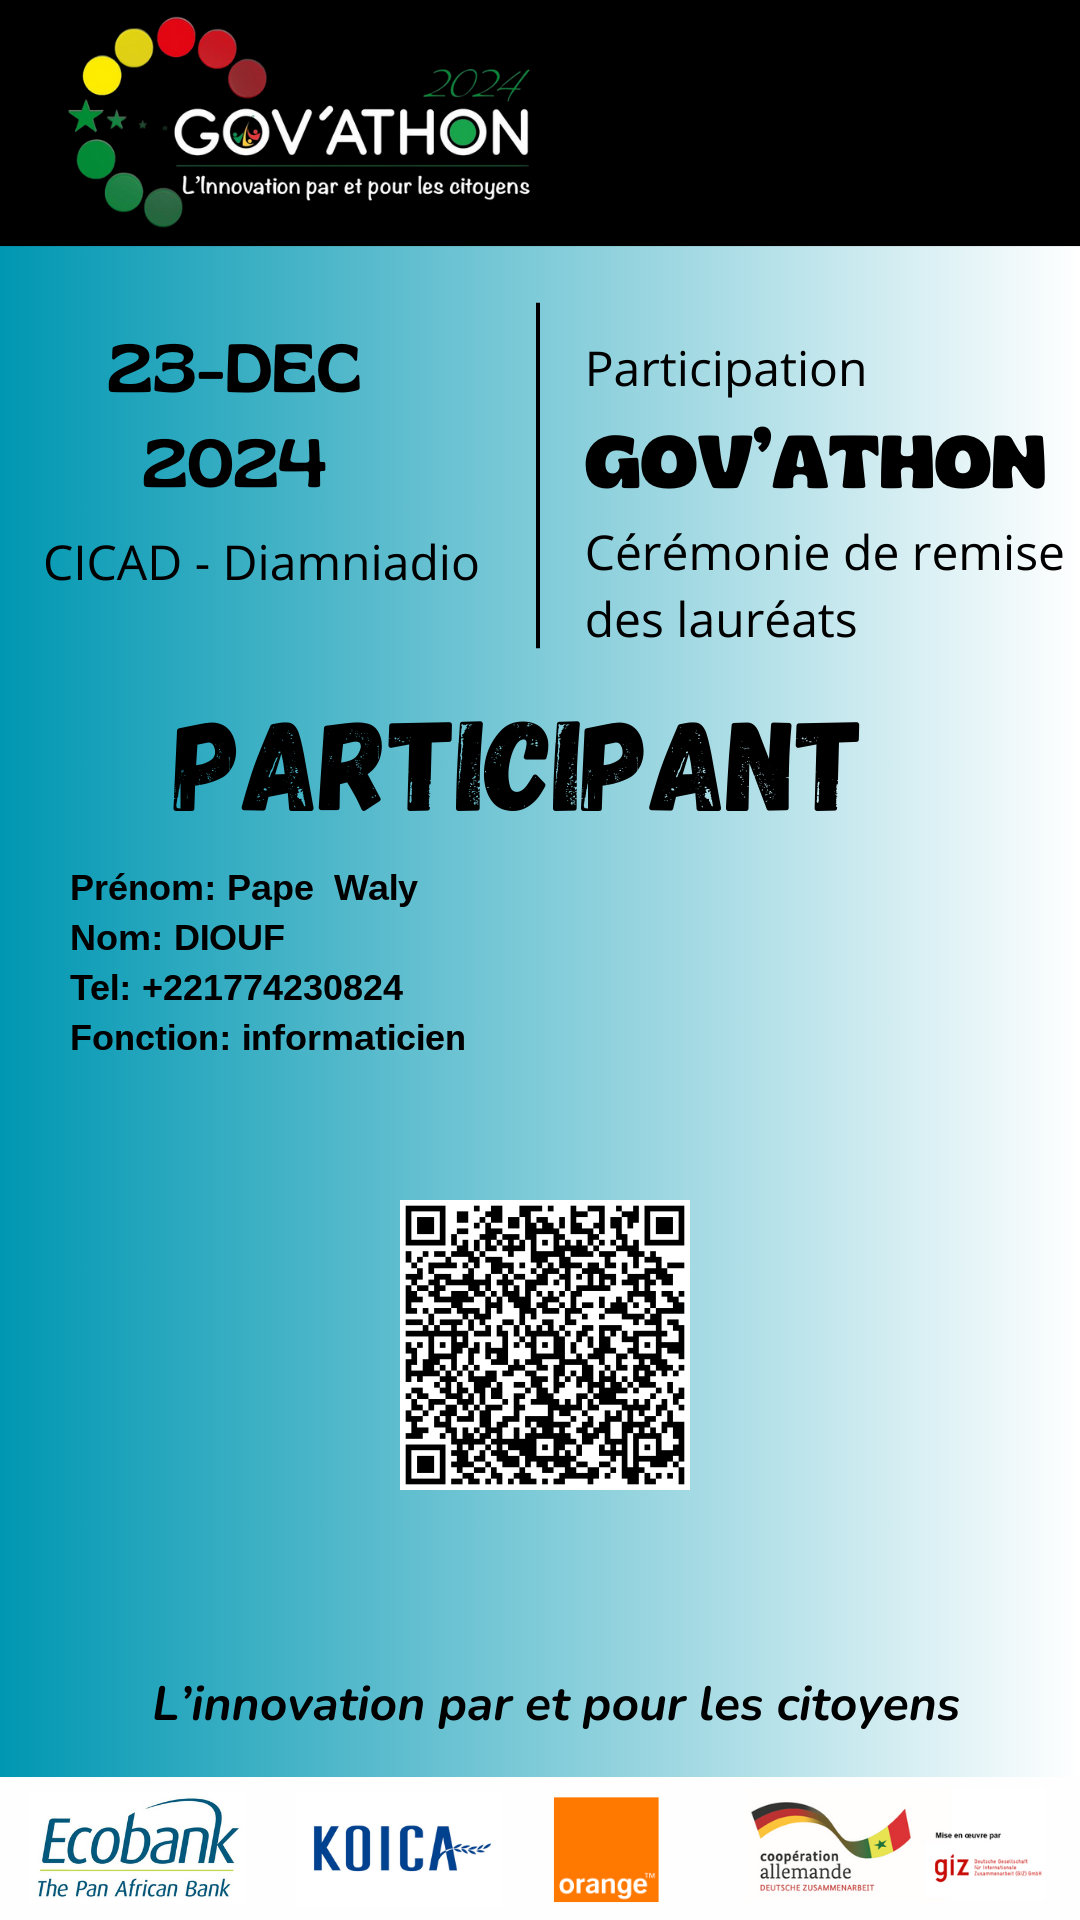 2024
GOV'ATHON
L'Innovation par et pour les citoyens
23-DEC
2024
CICAD - Diamniadio
Participation
GOV'ATHON
Cérémonie de remise
des lauréats
PARTICIPANT
Prénom: Pape  Waly
Nom: DIOUF
Tel: +221774230824
Fonction: informaticien
L'innovation par et pour les citoyens
Ecobank
The Pan African Bank
KOICA
orange™
coopération
allemande
DEUTSCHE ZUSAMMENARBEIT
Mise en œuvre par
giz
Deutsche Gesellschaft
für Internationale
Zusammenarbeit (GIZ) GmbH